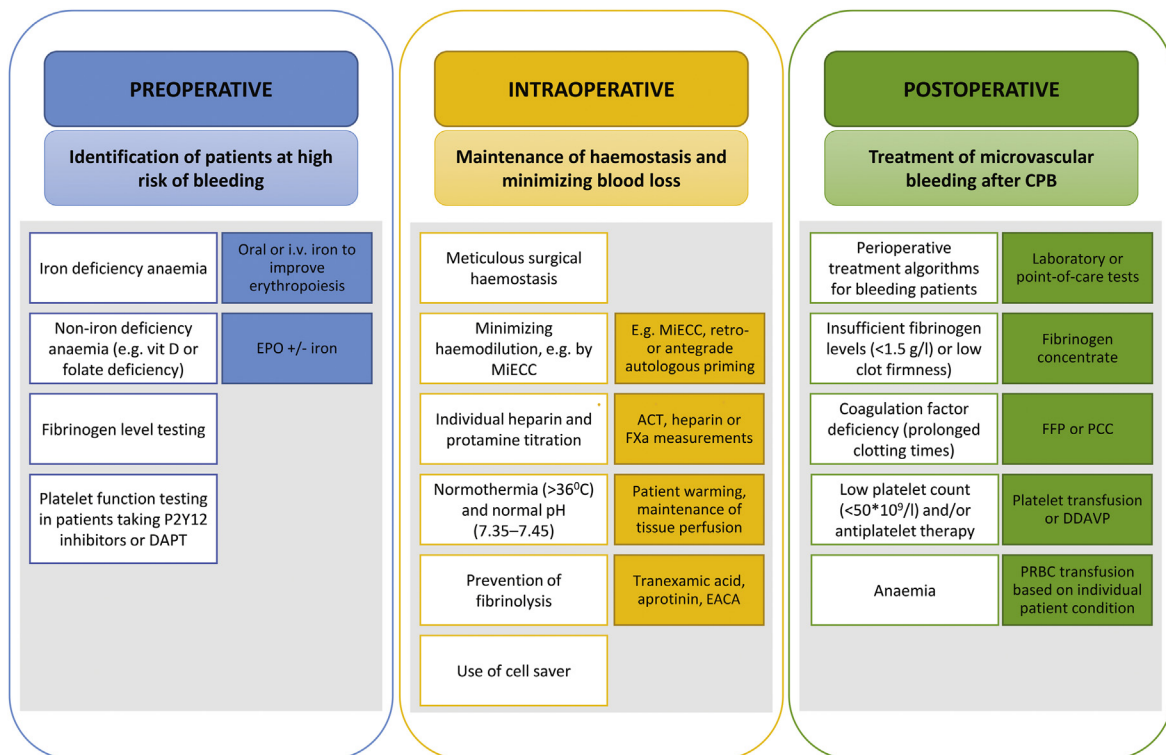 PREOPERATIVE
Identification of patients at high
risk of bleeding
Iron deficiency anaemia
Oral or i.v. iron to
improve
erythropoiesis
Non-iron deficiency
anaemia (e.g. vit D or
folate deficiency)
EPO +/- iron
Fibrinogen level testing
Platelet function testing
in patients taking P2Y12
inhibitors or DAPT
INTRAOPERATIVE
Maintenance of haemostasis and
minimizing blood loss
Meticulous surgical
haemostasis
Minimizing
haemodilution, e.g. by
MiECC
E.g. MiECC, retro-
or antegrade
autologous priming
Individual heparin and
protamine titration
ACT, heparin or
FXa measurements
Normothermia (>36⁰C)
and normal pH
(7.35–7.45)
Patient warming,
maintenance of
tissue perfusion
Prevention of
fibrinolysis
Tranexamic acid,
aprotinin, EACA
Use of cell saver
POSTOPERATIVE
Treatment of microvascular
bleeding after CPB
Perioperative
treatment algorithms
for bleeding patients
Laboratory or
point-of-care tests
Insufficient fibrinogen
levels (<1.5 g/l) or low
clot firmness)
Fibrinogen
concentrate
Coagulation factor
deficiency (prolonged
clotting times)
FFP or PCC
Low platelet count
(<50*10⁹/l) and/or
antiplatelet therapy
Platelet transfusion
or DDAVP
Anaemia
PRBC transfusion
based on individual
patient condition